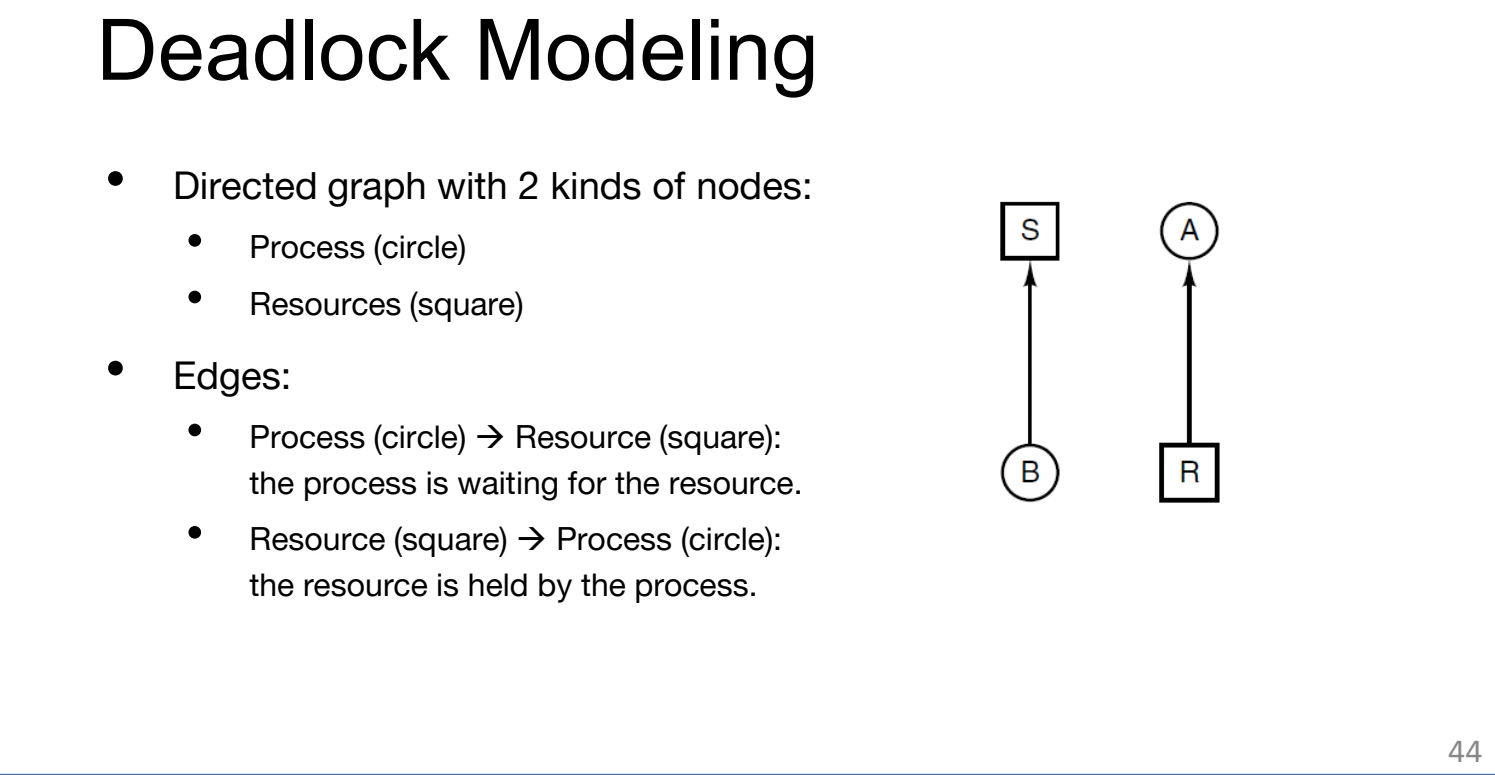 Deadlock Modeling
• Directed graph with 2 kinds of nodes:
• Process (circle)
• Resources (square)
• Edges:
• Process (circle) → Resource (square):
the process is waiting for the resource.
• Resource (square) → Process (circle):
the resource is held by the process.
S
A
B
R
44